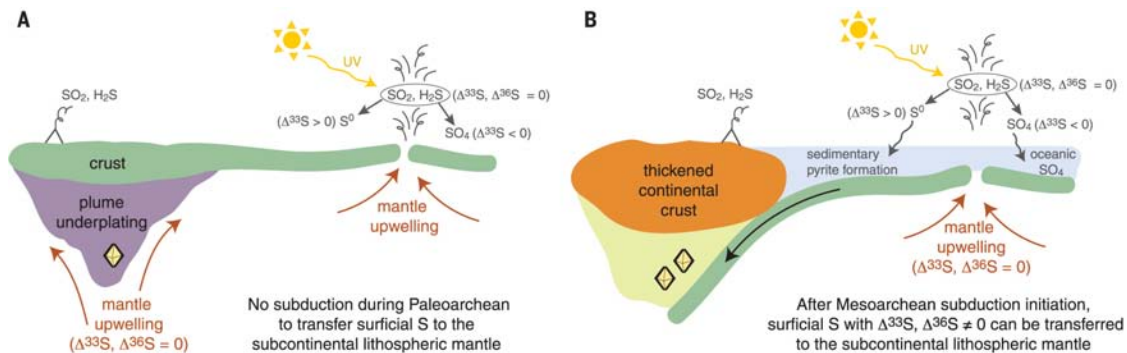 A
UV
SO₂, H₂S
SO₂, H₂S (Δ³³S, Δ³⁶S = 0)
(Δ³³S > 0) S⁰
SO₄ (Δ³³S < 0)
crust
plume
underplating
mantle
upwelling
mantle
upwelling
(Δ³³S, Δ³⁶S = 0)
No subduction during Paleoarchean
to transfer surficial S to the
subcontinental lithospheric mantle
B
UV
SO₂, H₂S
SO₂, H₂S (Δ³³S, Δ³⁶S = 0)
(Δ³³S > 0) S⁰
SO₄ (Δ³³S < 0)
sedimentary
pyrite formation
oceanic
SO₄
thickened
continental
crust
mantle
upwelling
(Δ³³S, Δ³⁶S = 0)
After Mesoarchean subduction initiation,
surficial S with Δ³³S, Δ³⁶S ≠ 0 can be transferred
to the subcontinental lithospheric mantle